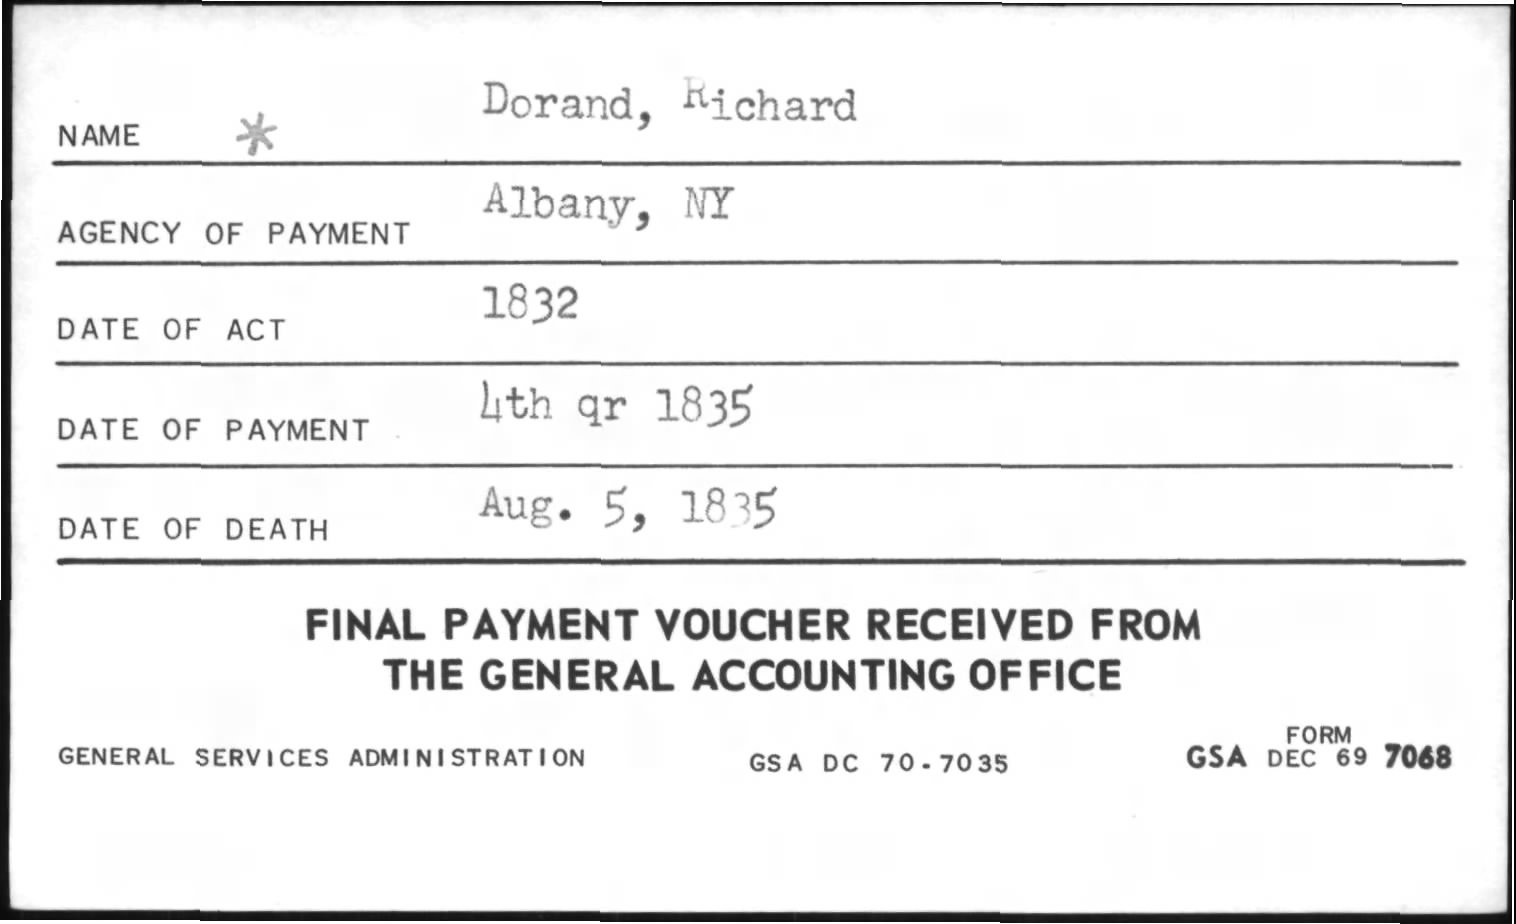 NAME * Dorand, Richard
AGENCY OF PAYMENT Albany, NY
DATE OF ACT 1832
DATE OF PAYMENT 4th qr 1835
DATE OF DEATH Aug. 5, 1835
FINAL PAYMENT VOUCHER RECEIVED FROM
THE GENERAL ACCOUNTING OFFICE
GENERAL SERVICES ADMINISTRATION GSA DC 70-7035 GSA FORM DEC 69 7068